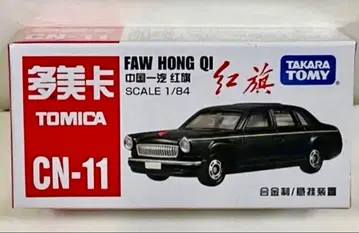 多美卡
TOMICA
CN-11
FAW HONG QI
中国一汽 红旗
SCALE 1/84
红旗
TAKARA
TOMY
合金制/悬挂装置